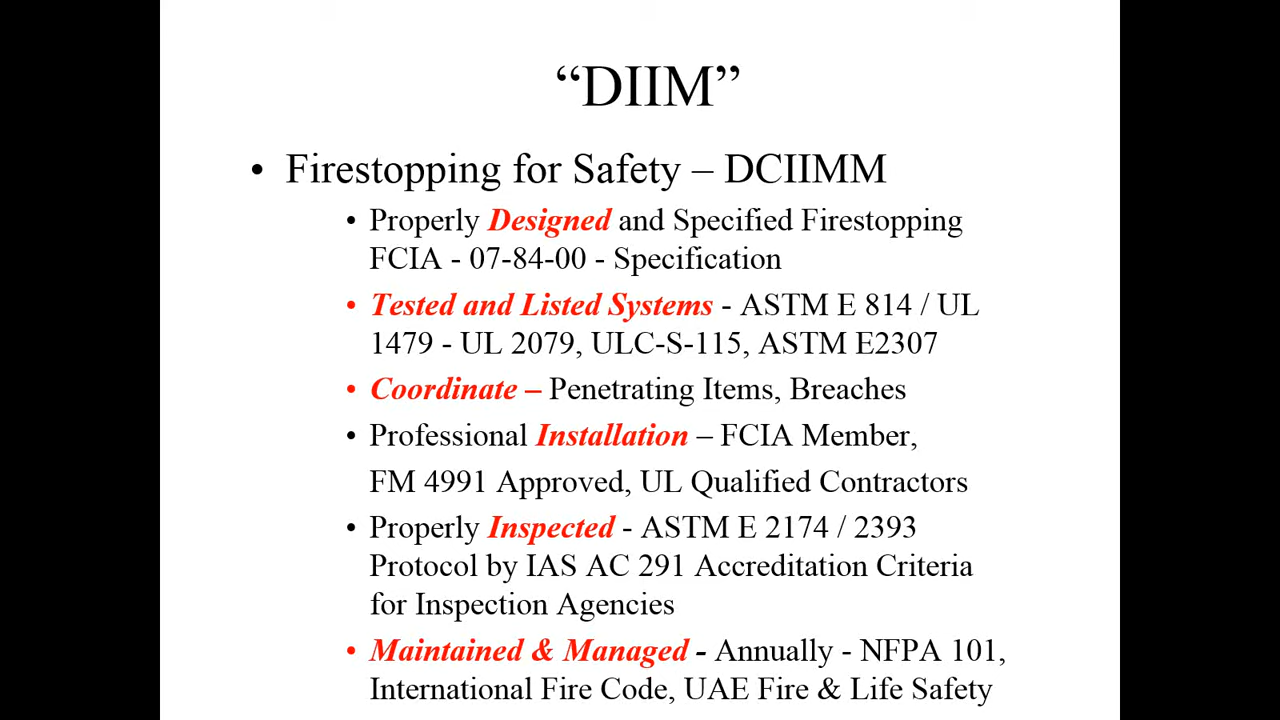 “DIIM”
• Firestopping for Safety – DCIIMM
• Properly Designed and Specified Firestopping
FCIA - 07-84-00 - Specification
• Tested and Listed Systems - ASTM E 814 / UL
1479 - UL 2079, ULC-S-115, ASTM E2307
• Coordinate – Penetrating Items, Breaches
• Professional Installation – FCIA Member,
FM 4991 Approved, UL Qualified Contractors
• Properly Inspected - ASTM E 2174 / 2393
Protocol by IAS AC 291 Accreditation Criteria
for Inspection Agencies
• Maintained & Managed - Annually - NFPA 101,
International Fire Code, UAE Fire & Life Safety